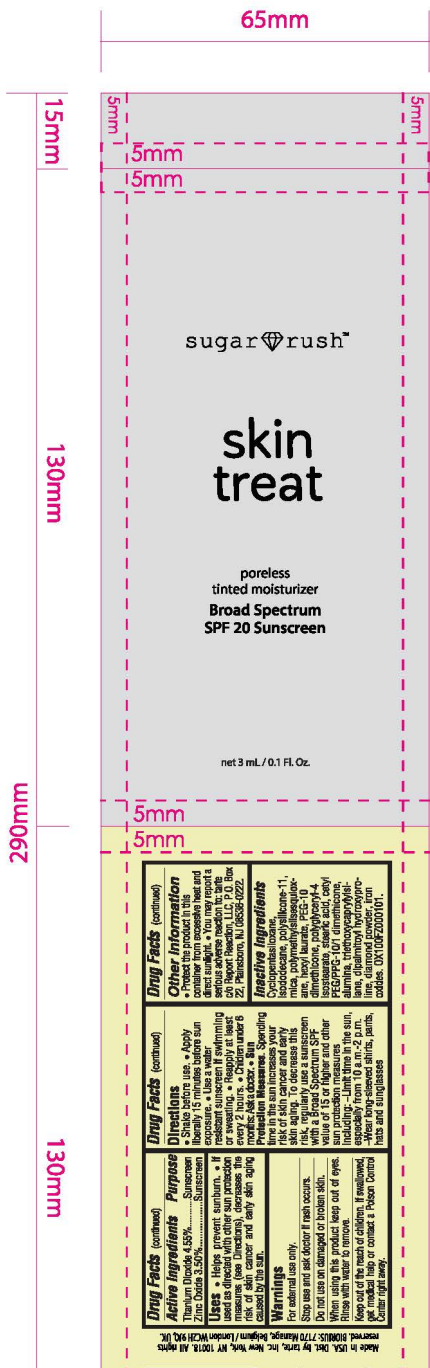 65mm
15mm
5mm
5mm
5mm
5mm
290mm
130mm
sugar rush™
skin
treat
poreless
tinted moisturizer
Broad Spectrum
SPF 20 Sunscreen
net 3 mL / 0.1 Fl. Oz.
5mm
5mm
130mm
Drug Facts (continued)
Active Ingredients Purpose
Titanium Dioxide 4.55%..........Sunscreen
Zinc Oxide 3.50%..........Sunscreen
Uses • Helps prevent sunburn. • If
used as directed with other sun protection
measures (see Directions), decreases the
risk of skin cancer and early skin aging
caused by the sun.
Warnings
For external use only.
Stop use and ask doctor if rash occurs.
Do not use on damaged or broken skin.
When using this product keep out of eyes.
Rinse with water to remove.
Keep out of the reach of children. If swallowed,
get medical help or contact a Poison Control
Center right away.
Drug Facts (continued)
Directions
• Shake before use. • Apply
liberally 15 minutes before sun
exposure. • Use a water
resistant sunscreen if swimming
or sweating. • Reapply at least
every 2 hours. • Children under 6
months: Ask a doctor. • Sun
Protection Measures. Spending
time in the sun increases your
risk of skin cancer and early
skin aging. To decrease this
risk, regularly use a sunscreen
with a Broad Spectrum SPF
value of 15 or higher and other
sun protection measures
including: –Limit time in the sun,
especially from 10 a.m.-2 p.m.
–Wear long-sleeved shirts, pants,
hats and sunglasses
Drug Facts (continued)
Other Information
• Protect the product in this
container from excessive heat and
direct sunlight. • You may report a
serious adverse reaction to: tarte
c/o Report Reaction, LLC, P.O. Box
22, Plainsboro, NJ 08536-0222.
Inactive Ingredients
Cyclopentasiloxane,
isododecane, polysilicone-11,
mica, polymethylsilsesquiox-
ane, hexyl laurate, PEG-10
dimethicone, polyglyceryl-4
isostearate, stearic acid, cetyl
PEG/PPG-10/1 dimethicone,
alumina, triethoxycaprylylsi-
lane, dipalmitoyl hydroxypro-
line, diamond powder, iron
oxides. DX100FZ000101.
Made in USA. Dist. by tarte, inc. New York, NY 10018. All rights
reserved. BIORIUS: 7170 Manage, Belgium / London WC2H 9JQ, UK